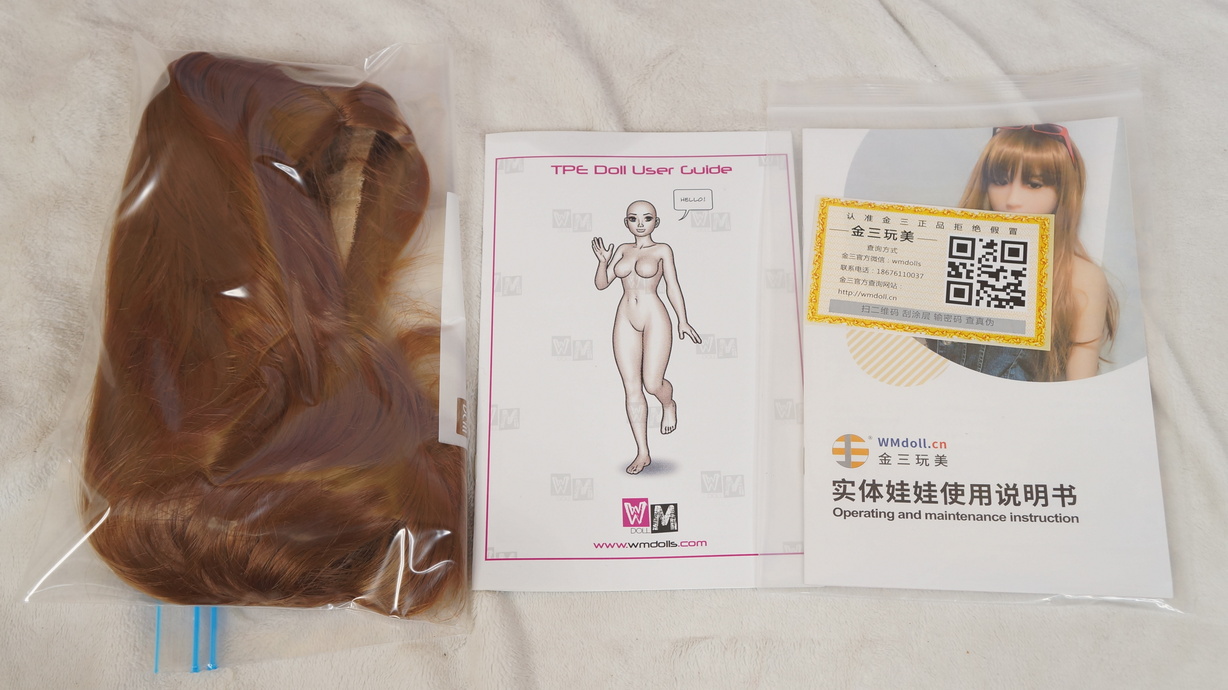 TPE Doll User Guide
HELLO!
W M
DOLL
www.wmdolls.com
认准金三正品拒绝假冒
金三玩美
查询方式
金三官方微信：wmdolls
联系电话：18676110037
金三官方查询网站：
http://wmdoll.cn
扫二维码 刮涂层 输密码 查真伪
WMdoll.cn
金三玩美
实体娃娃使用说明书
Operating and maintenance instruction